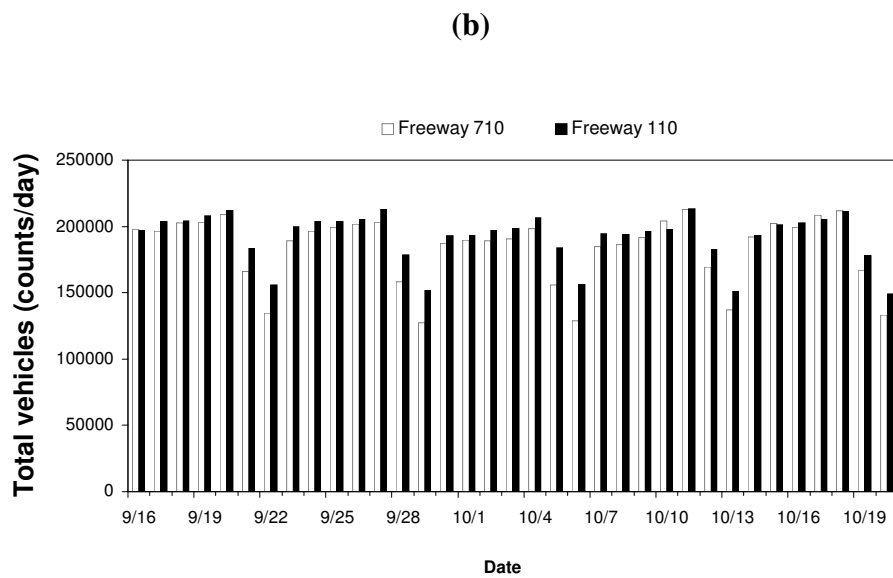 (b)
Freeway 710 Freeway 110
Total vehicles (counts/day)
250000
200000
150000
100000
50000
0
9/16 9/19 9/22 9/25 9/28 10/1 10/4 10/7 10/10 10/13 10/16 10/19
Date